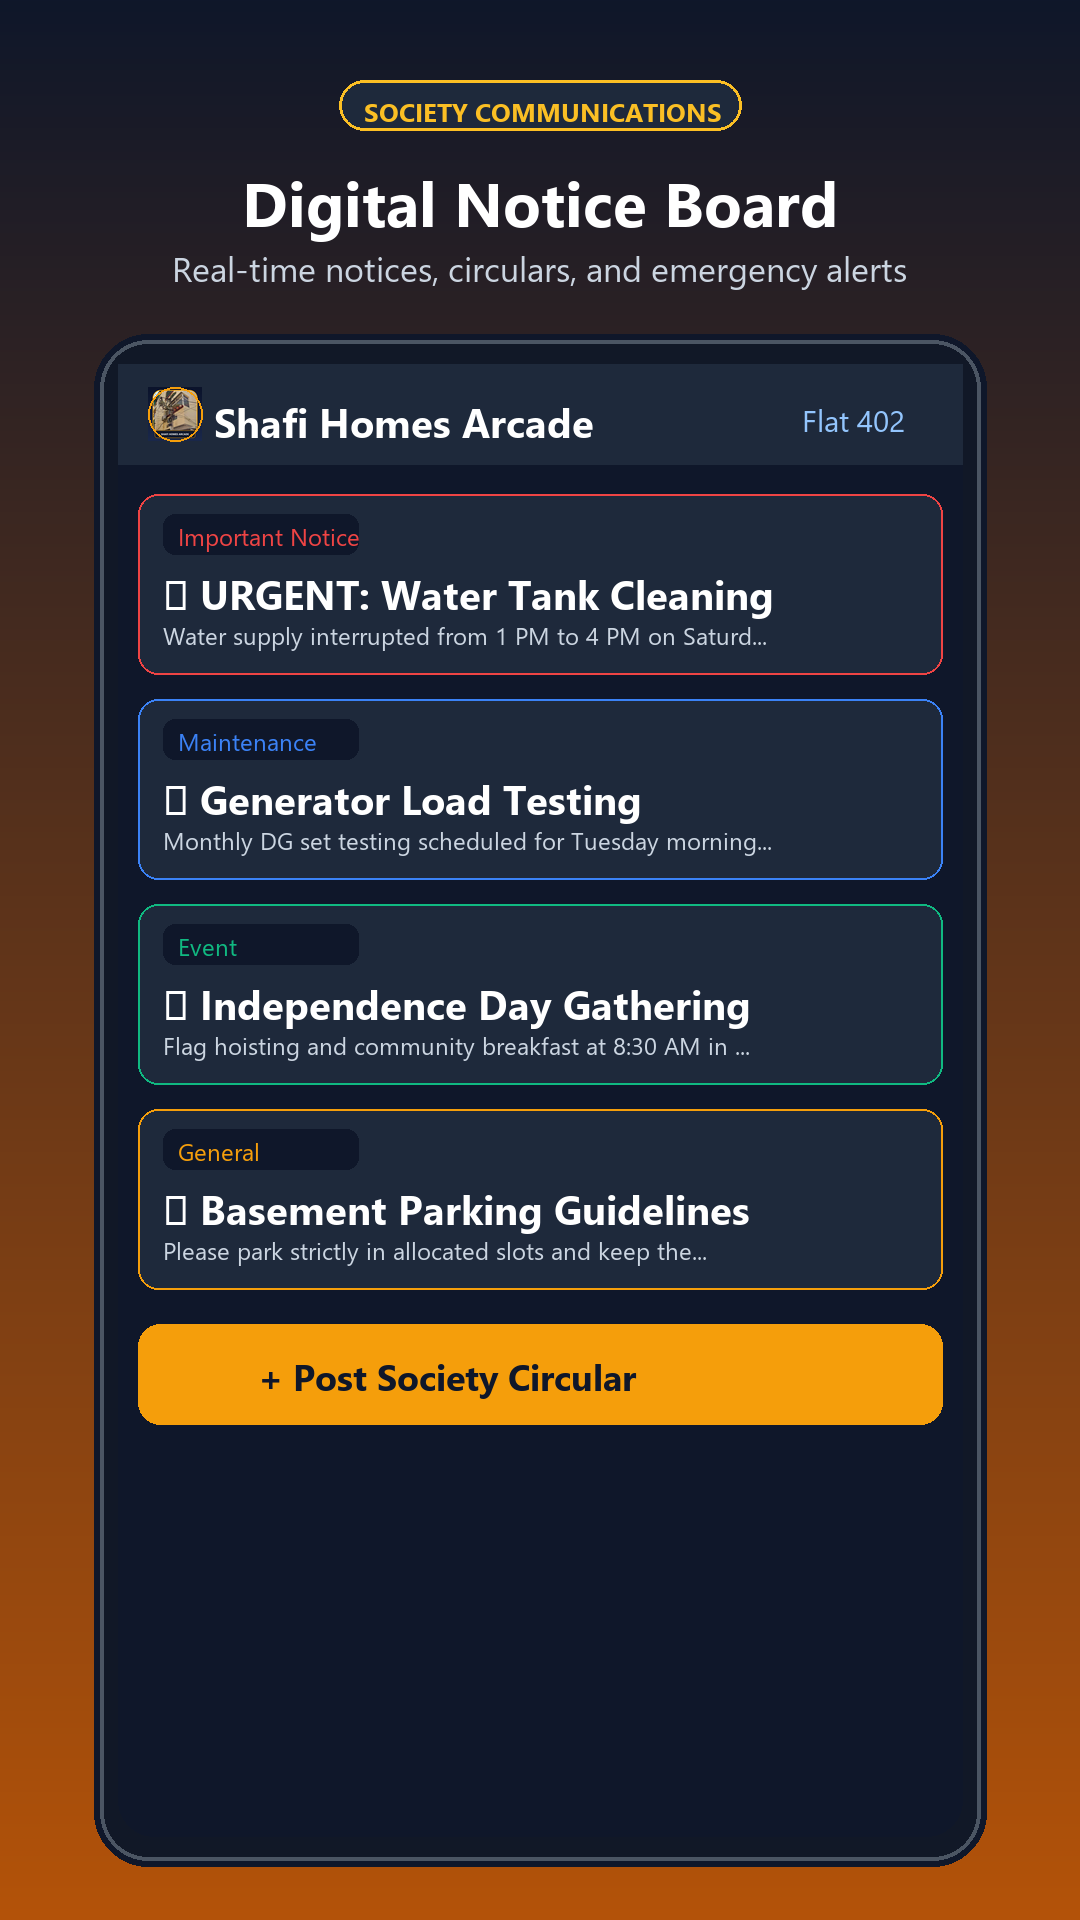 SOCIETY COMMUNICATIONS
Digital Notice Board
Real-time notices, circulars, and emergency alerts
Shafi Homes Arcade
Flat 402
Important Notice
URGENT: Water Tank Cleaning
Water supply interrupted from 1 PM to 4 PM on Saturd...
Maintenance
Generator Load Testing
Monthly DG set testing scheduled for Tuesday morning...
Event
Independence Day Gathering
Flag hoisting and community breakfast at 8:30 AM in ...
General
Basement Parking Guidelines
Please park strictly in allocated slots and keep the...
+ Post Society Circular